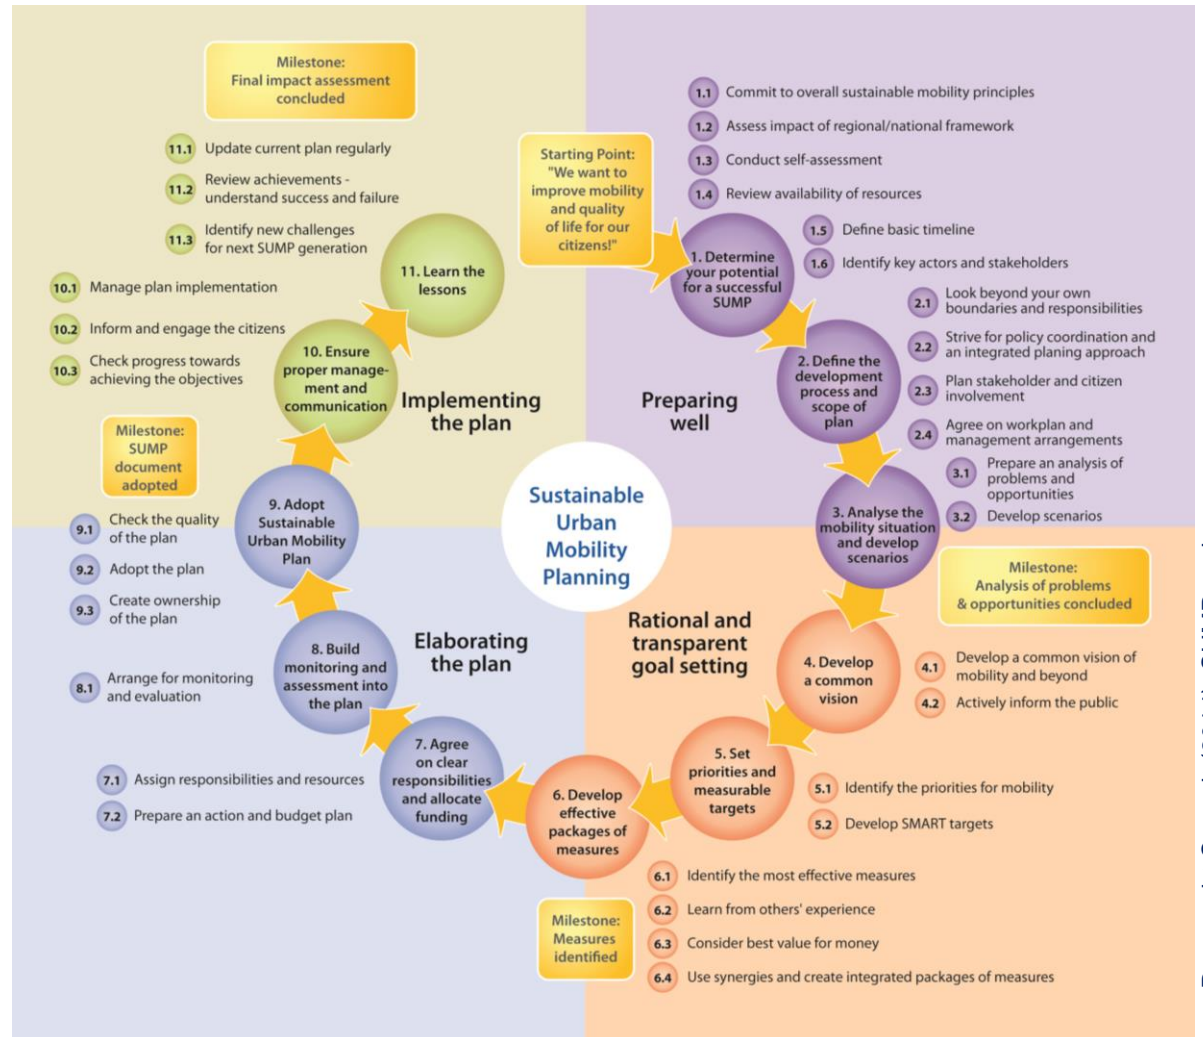 Milestone:
Final impact assessment
concluded
11.1 Update current plan regularly
11.2 Review achievements -
understand success and failure
11.3 Identify new challenges
for next SUMP generation
10.1 Manage plan implementation
10.2 Inform and engage the citizens
10.3 Check progress towards
achieving the objectives
11. Learn the
lessons
10. Ensure
proper manage-
ment and
communication
Implementing
the plan
Starting Point:
"We want to
improve mobility
and quality
of life for our
citizens!"
1.1 Commit to overall sustainable mobility principles
1.2 Assess impact of regional/national framework
1.3 Conduct self-assessment
1.4 Review availability of resources
1.5 Define basic timeline
1.6 Identify key actors and stakeholders
1. Determine
your potential
for a successful
SUMP
2.1 Look beyond your own
boundaries and responsibilities
2.2 Strive for policy coordination and
an integrated planing approach
2.3 Plan stakeholder and citizen
involvement
2.4 Agree on workplan and
management arrangements
2. Define the
development
process and
scope of
plan
Preparing
well
3.1 Prepare an analysis of
problems and
opportunities
3.2 Develop scenarios
3. Analyse the
mobility situation
and develop
scenarios
Milestone:
SUMP
document
adopted
9. Adopt
Sustainable
Urban Mobility
Plan
Sustainable
Urban
Mobility
Planning
9.1 Check the quality
of the plan
9.2 Adopt the plan
9.3 Create ownership
of the plan
8. Build
monitoring and
assessment into
the plan
8.1 Arrange for monitoring
and evaluation
Elaborating
the plan
7. Agree
on clear
responsibilities
and allocate
funding
7.1 Assign responsibilities and resources
7.2 Prepare an action and budget plan
Milestone:
Analysis of problems
& opportunities concluded
Rational and
transparent
goal setting
4. Develop
a common
vision
4.1 Develop a common vision of
mobility and beyond
4.2 Actively inform the public
5. Set
priorities and
measurable
targets
5.1 Identify the priorities for mobility
5.2 Develop SMART targets
6. Develop
effective
packages of
measures
6.1 Identify the most effective measures
6.2 Learn from others' experience
6.3 Consider best value for money
6.4 Use synergies and create integrated packages of measures
Milestone:
Measures
identified